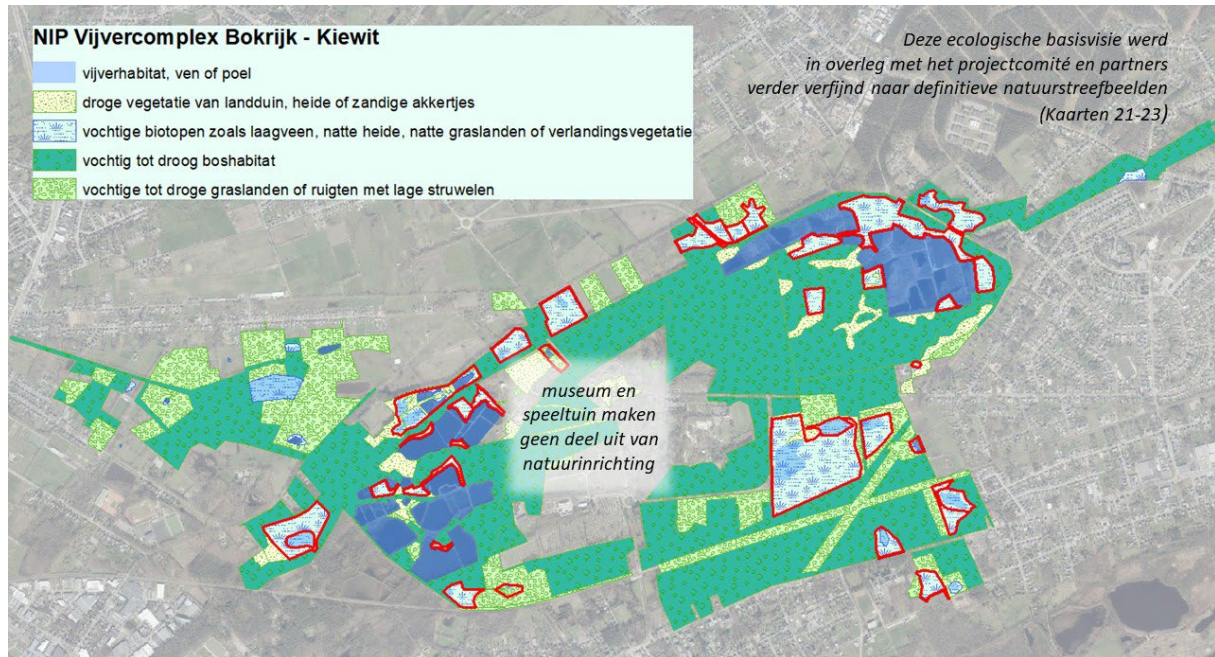 NIP Vijvercomplex Bokrijk - Kiewit
vijverhabitat, ven of poel
droge vegetatie van landduin, heide of zandige akkertjes
vochtige biotopen zoals laagveen, natte heide, natte graslanden of verlandingsvegetatie
vochtig tot droog boshabitat
vochtige tot droge graslanden of ruigten met lage struwelen
Deze ecologische basisvisie werd
in overleg met het projectcomité en partners
verder verfijnd naar definitieve natuurstreefbeelden
(Kaarten 21-23)
museum en
speeltuin maken
geen deel uit van
natuurinrichting